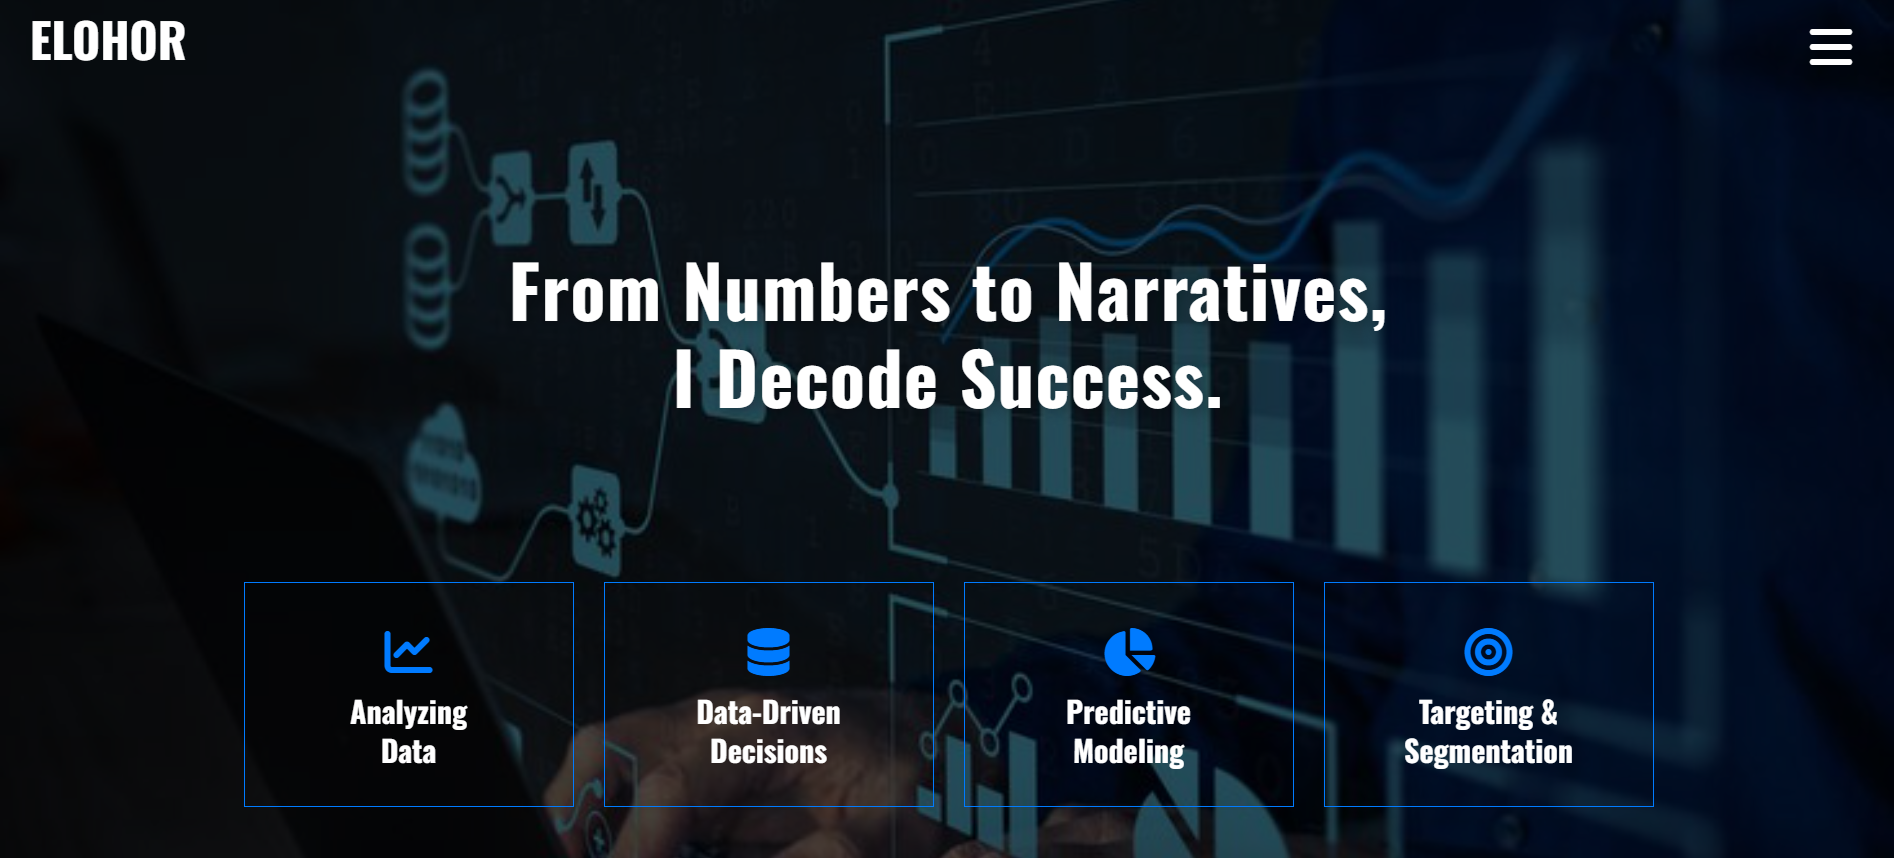 ELOHOR
From Numbers to Narratives,
I Decode Success.
Analyzing
Data
Data-Driven
Decisions
Predictive
Modeling
Targeting &
Segmentation